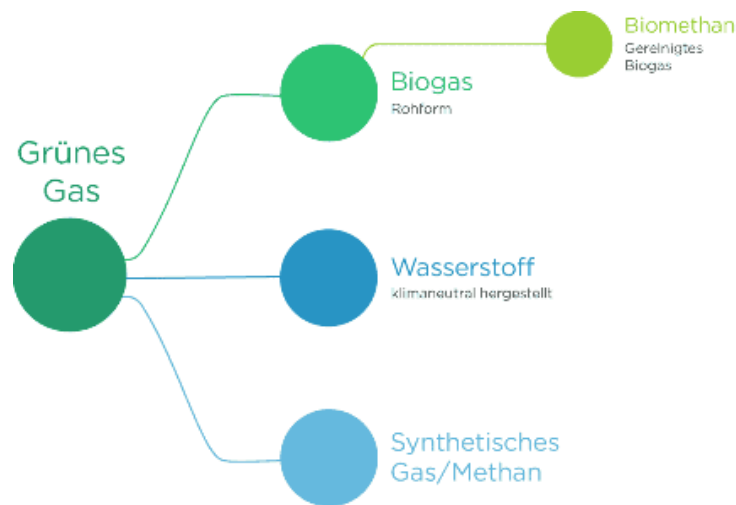 Biomethan
Gereinigtes
Biogas
Biogas
Rohform
Grünes
Gas
Wasserstoff
klimaneutral hergestellt
Synthetisches
Gas/Methan